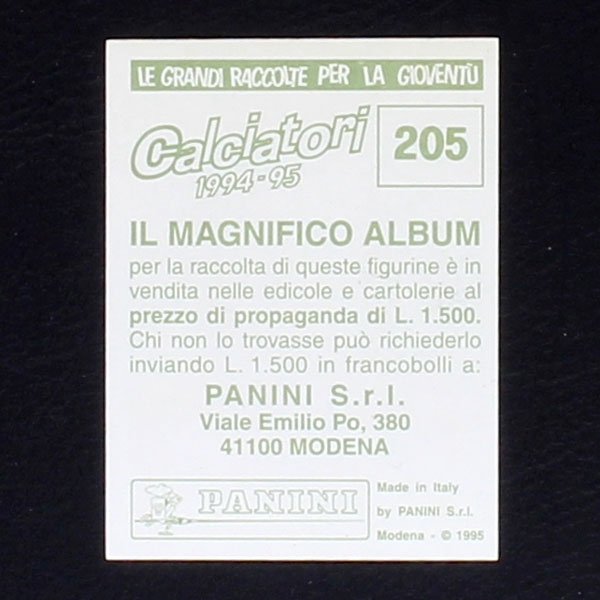 LE GRANDI RACCOLTE PER LA GIOVENTÙ
Calciatori
1994-95
205
IL MAGNIFICO ALBUM
per la raccolta di queste figurine è in
vendita nelle edicole e cartolerie al
prezzo di propaganda di L. 1.500.
Chi non lo trovasse può richiederlo
inviando L. 1.500 in francobolli a:
PANINI S.r.l.
Viale Emilio Po, 380
41100 MODENA
PANINI
Made in Italy
by PANINI S.r.l.
Modena - © 1995